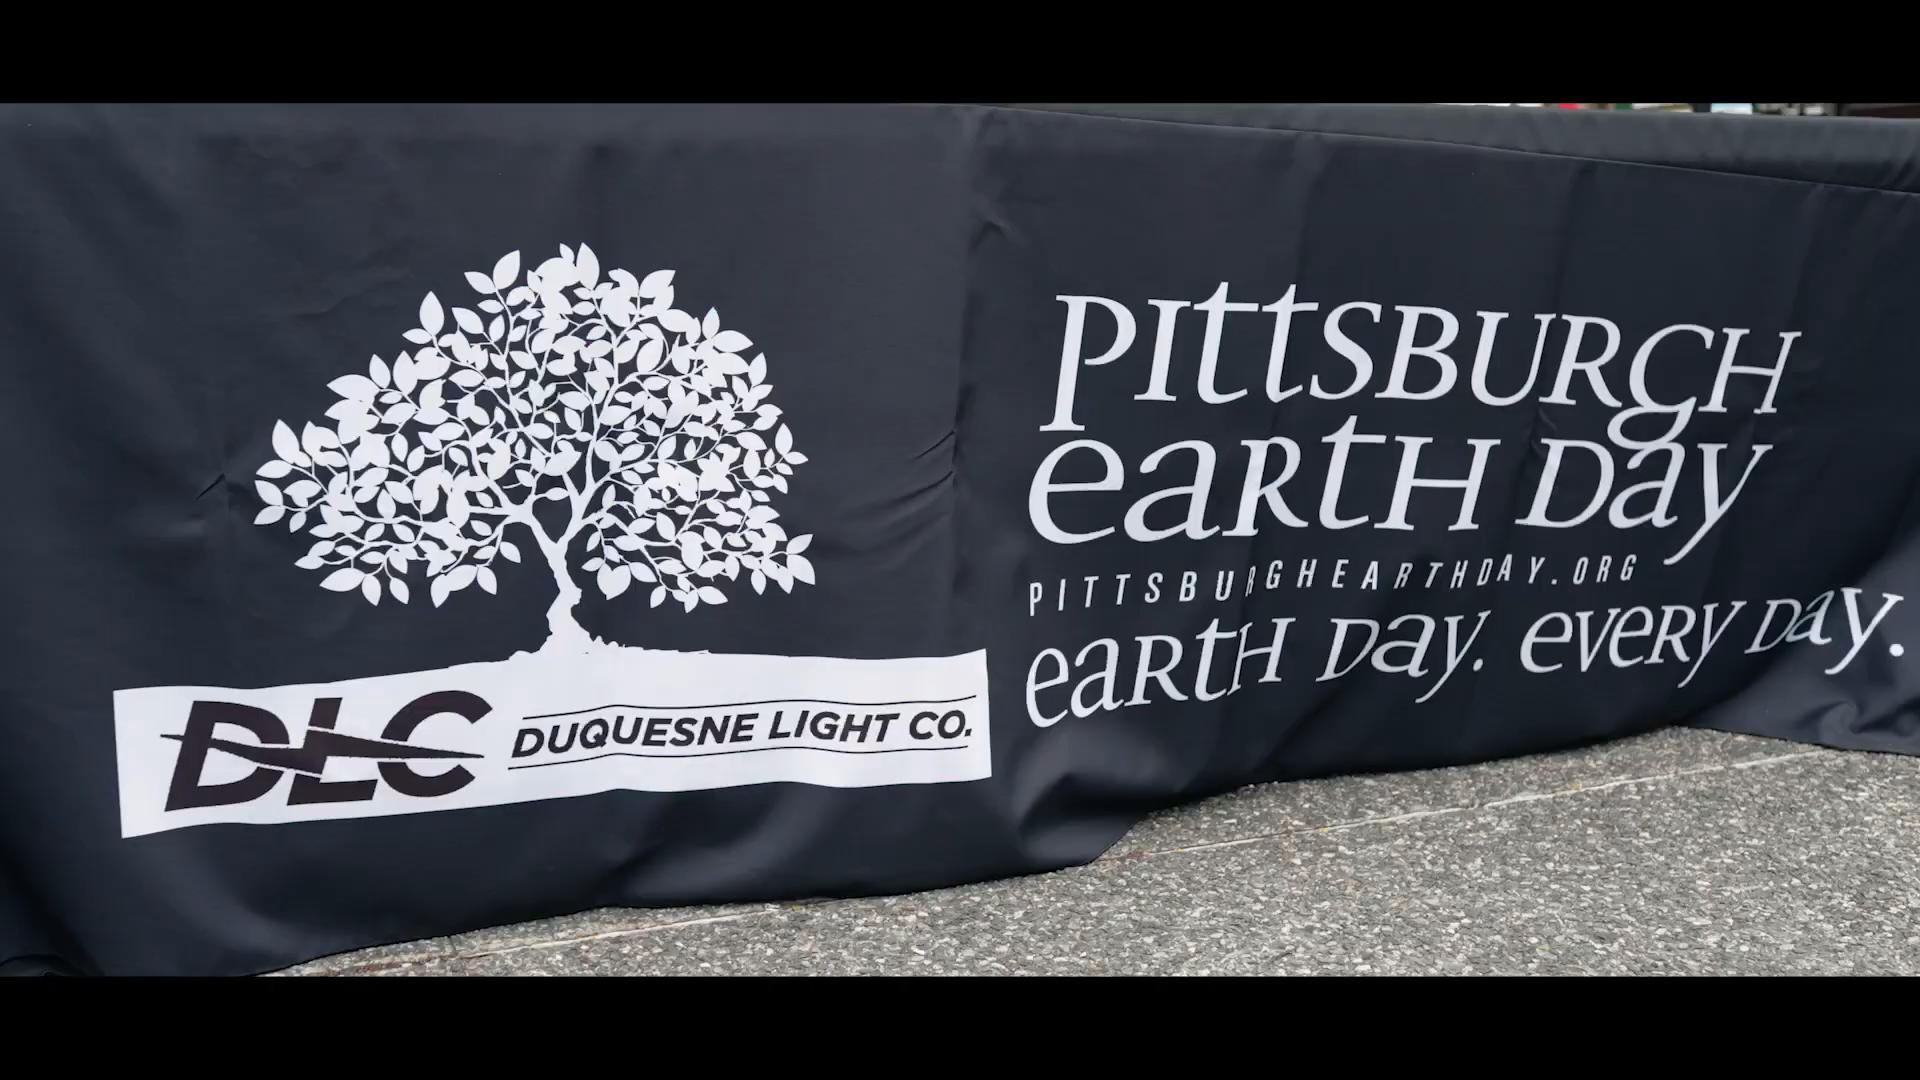 DLC DUQUESNE LIGHT CO.
PIttSBURGH
eaRtH Day
PITTSBURGHEARTHDAY.ORG
eaRtH Day. eveRy Day.